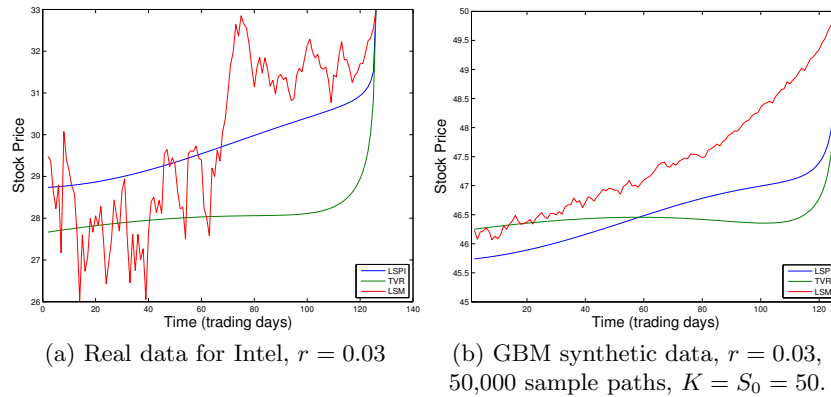 33
32
31
30
29
28
27
26
Stock Price
0
20
40
60
80
100
120
140
Time (trading days)
LSPI
TVR
LSM
(a) Real data for Intel, r = 0.03
50
49.5
49
48.5
48
47.5
47
46.5
46
45.5
45
Stock Price
20
40
60
80
100
120
Time (trading days)
LSPI
TVR
LSM
(b) GBM synthetic data, r = 0.03,
50,000 sample paths, K = S₀ = 50.